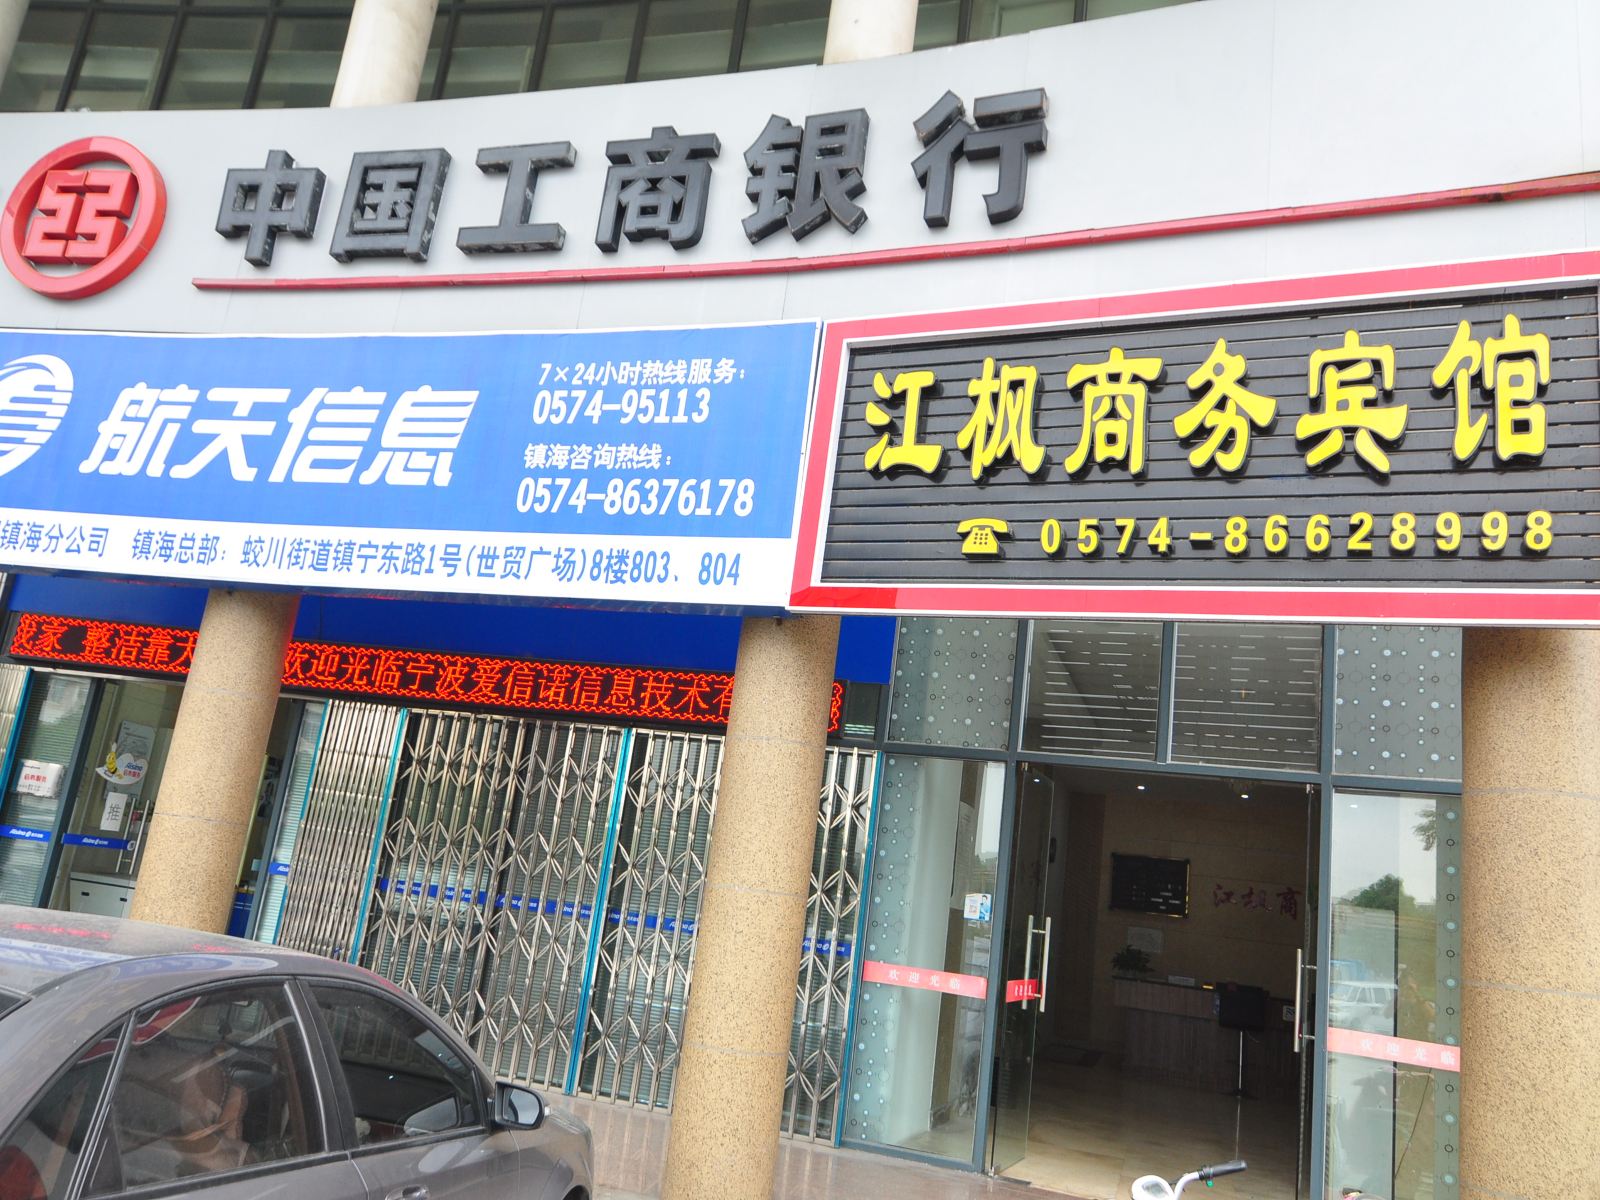 中国工商银行
航天信息
7×24小时热线服务：
0574-95113
镇海咨询热线：
0574-86376178
镇海分公司 镇海总部：蛟川街道镇宁东路1号(世贸广场)8楼803、804
江枫商务宾馆
0574-86628998
家 整洁靠大
欢迎光临宁波爱信诺信息技术有
推
Aisino
江枫商
欢迎光临
欢迎光临